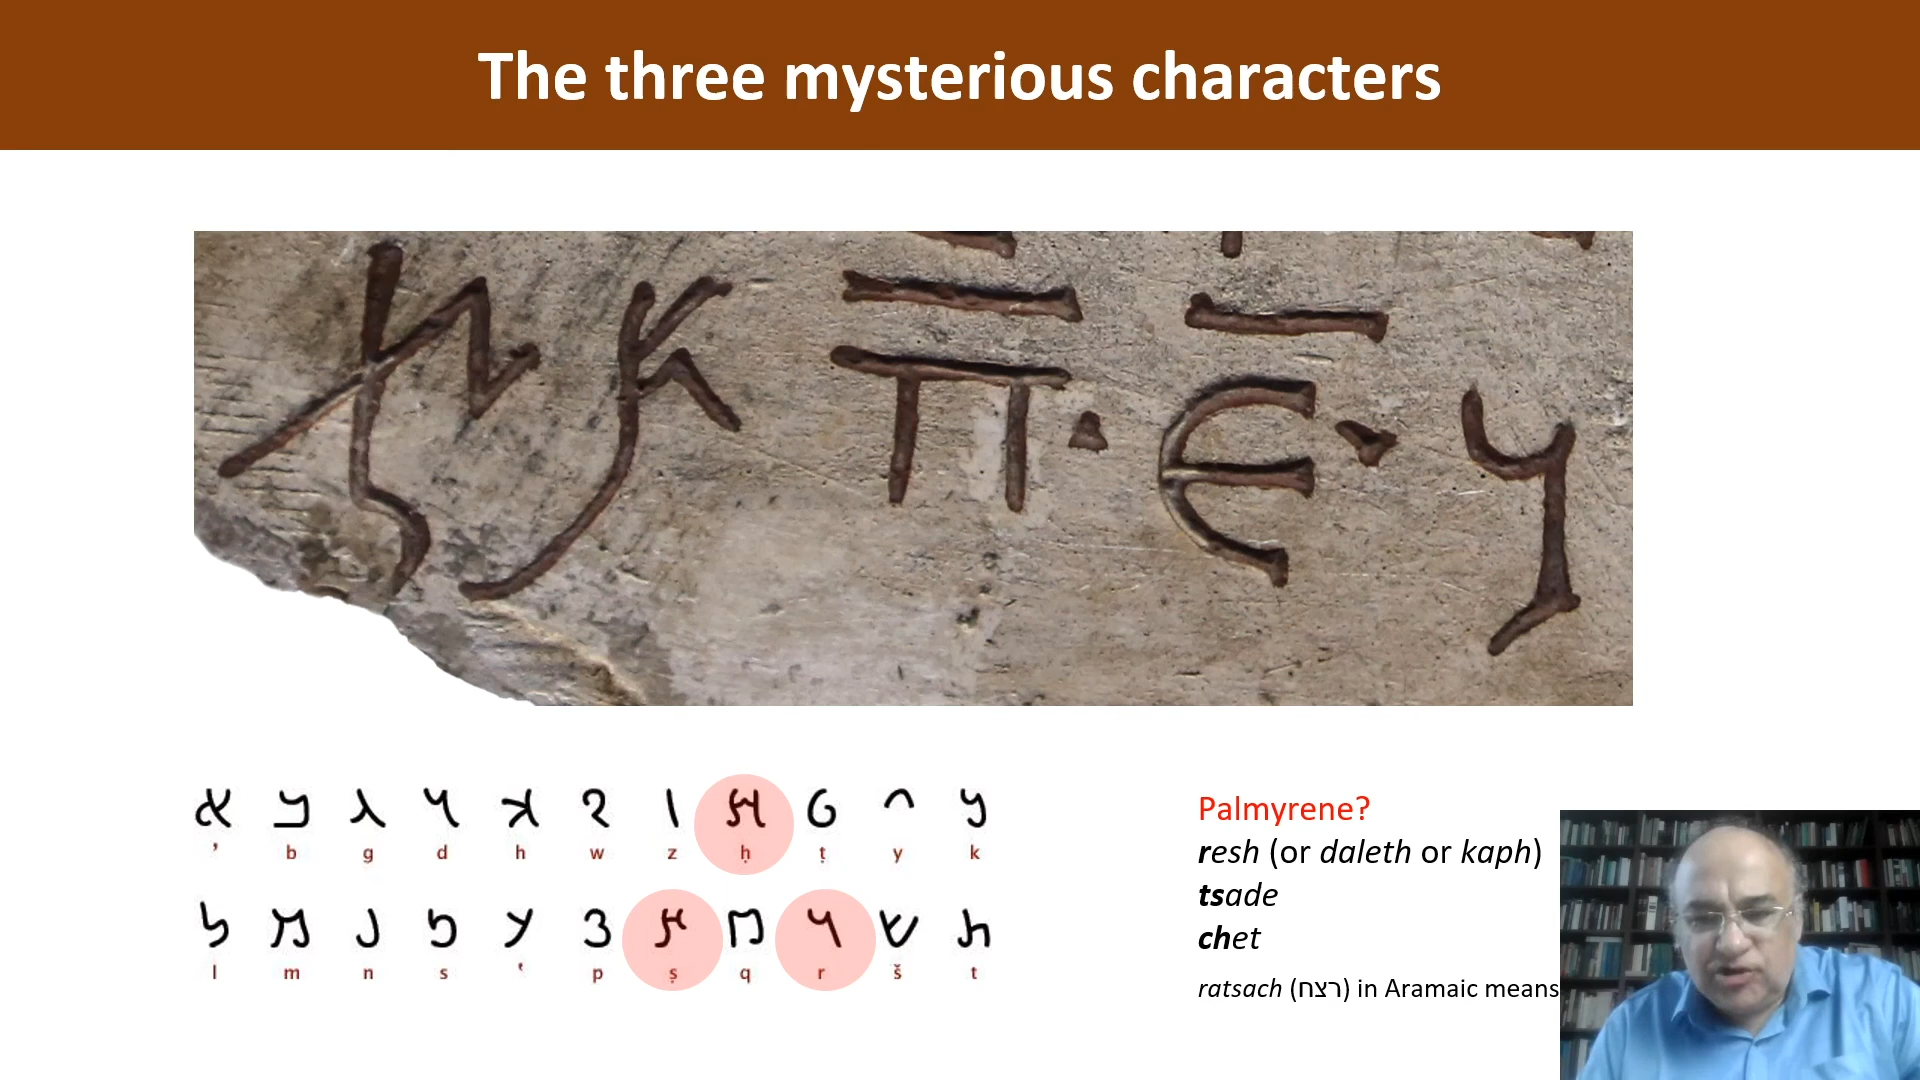 The three mysterious characters
Π · Є ·
ʾ b g d h w z ḥ ṭ y k
l m n s ʿ p ṣ q r š t
Palmyrene?
resh (or daleth or kaph)
tsade
chet
ratsach (רצח) in Aramaic means